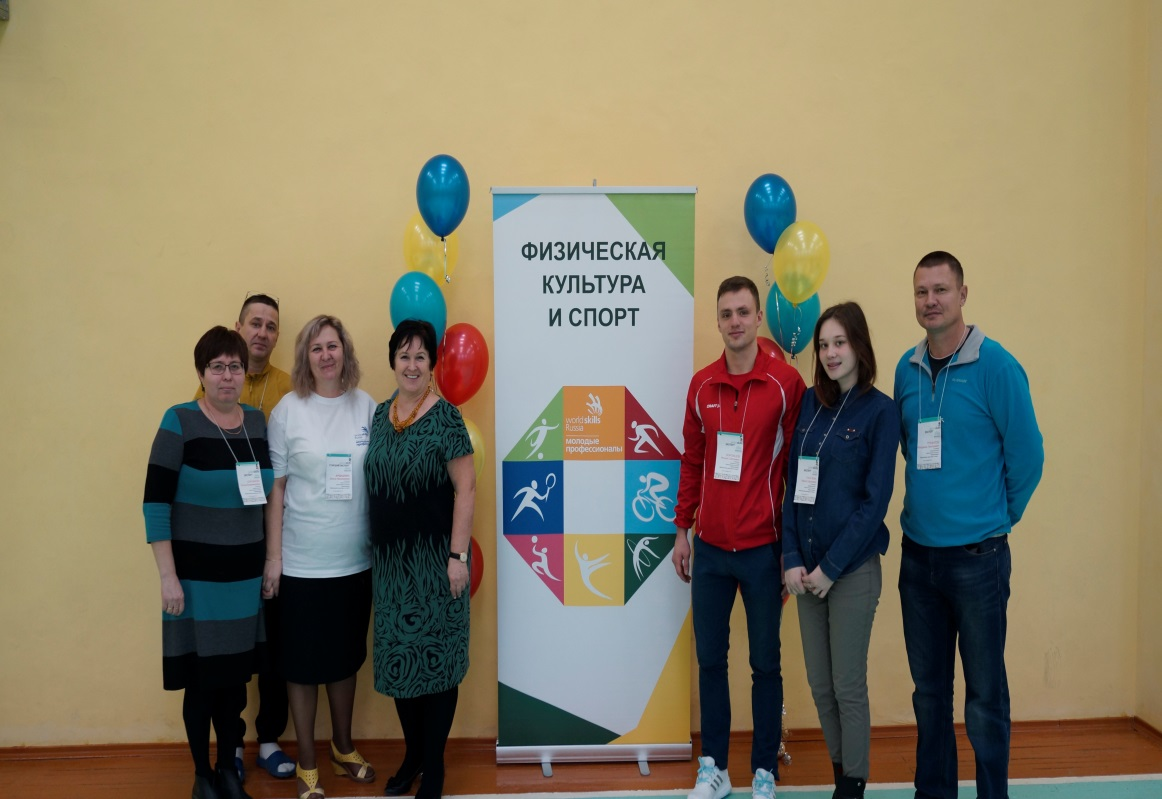 ФИЗИЧЕСКАЯ
КУЛЬТУРА
И СПОРТ
worldskills
Russia
МОЛОДЫЕ
ПРОФЕССИОНАЛЫ